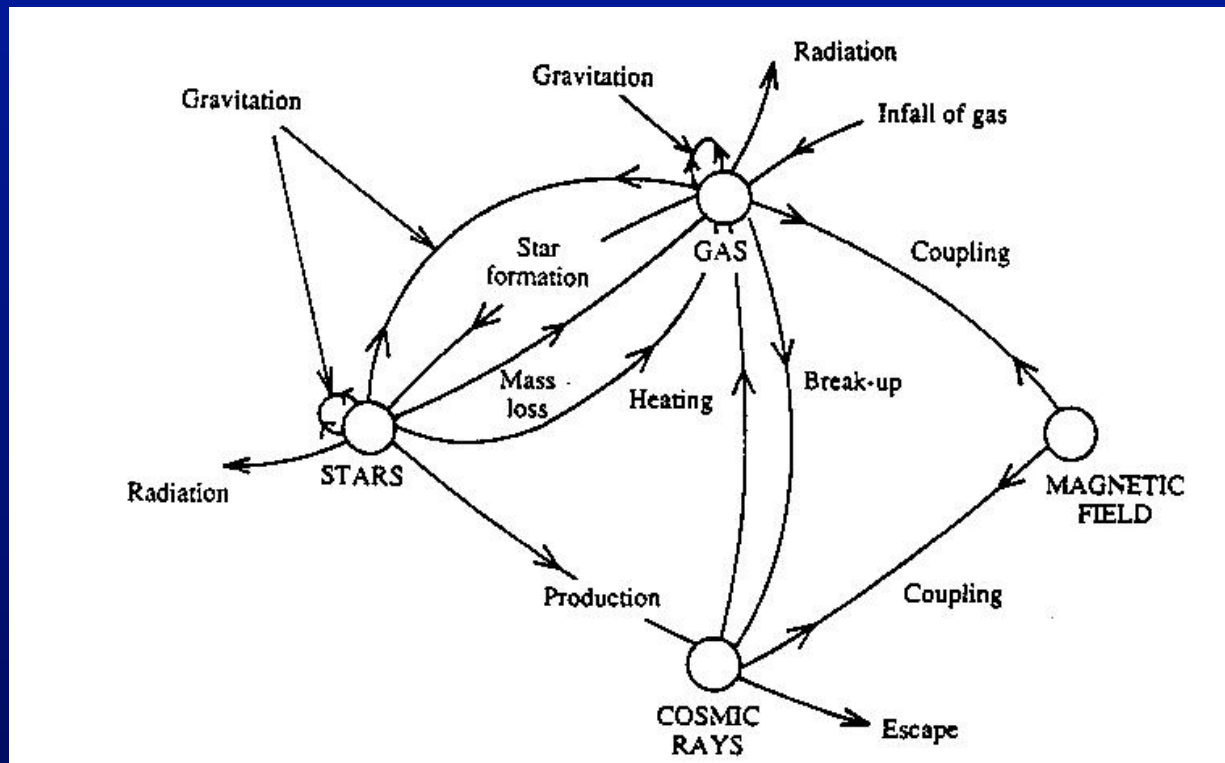 Radiation
Gravitation
Gravitation
Infall of gas
Star
formation
GAS
Coupling
Mass
loss
Heating
Break-up
STARS
Radiation
MAGNETIC
FIELD
Production
Coupling
COSMIC
RAYS
Escape